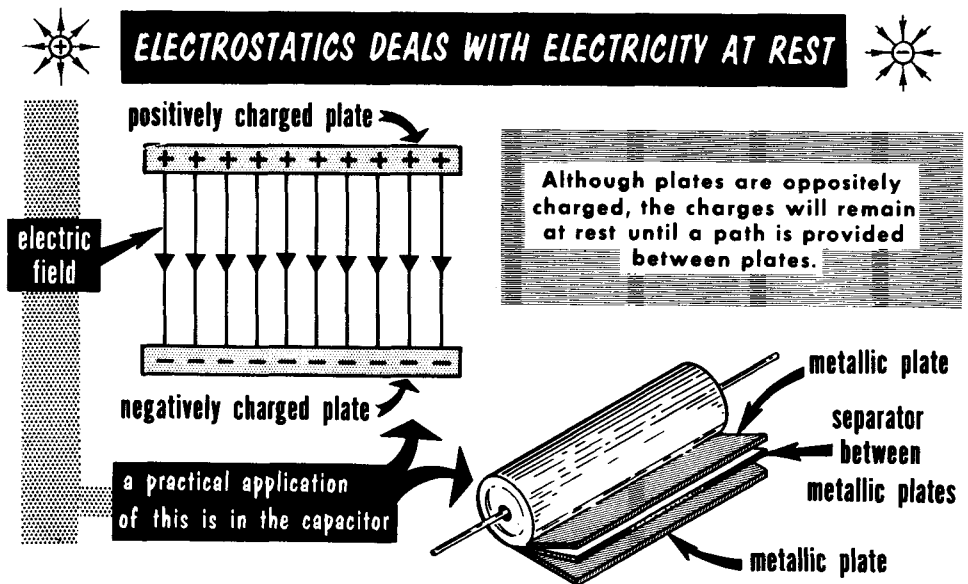 +
ELECTROSTATICS DEALS WITH ELECTRICITY AT REST
−
positively charged plate
+ + + + + + + + + +
Although plates are oppositely
charged, the charges will remain
at rest until a path is provided
between plates.
electric
field
− − − − − − − − − −
negatively charged plate
metallic plate
separator
between
metallic plates
a practical application
of this is in the capacitor
metallic plate